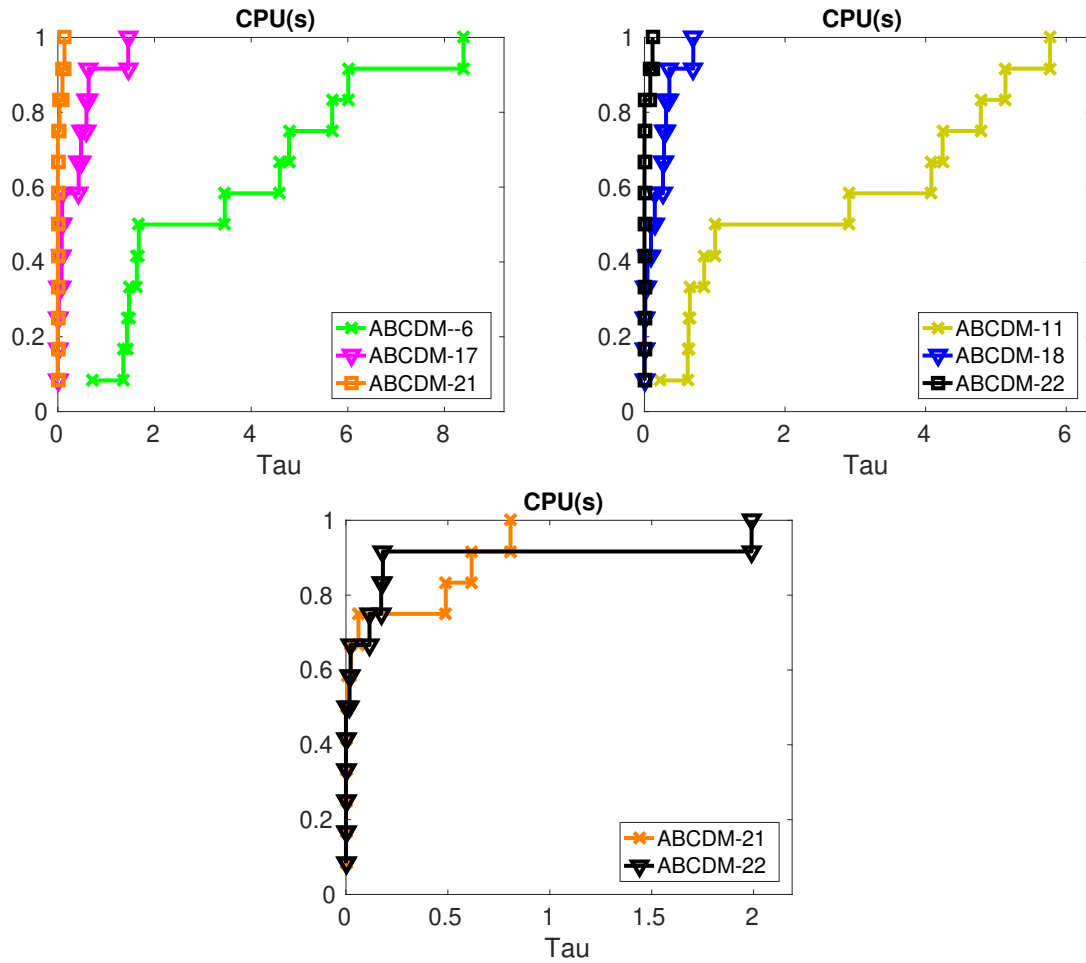 CPU(s)
1
0.8
0.6
0.4
0.2
0
ABCDM--6
ABCDM-17
ABCDM-21
0 2 4 6 8
Tau
CPU(s)
1
0.8
0.6
0.4
0.2
0
ABCDM-11
ABCDM-18
ABCDM-22
0 2 4 6
Tau
CPU(s)
1
0.8
0.6
0.4
0.2
0
ABCDM-21
ABCDM-22
0 0.5 1 1.5 2
Tau